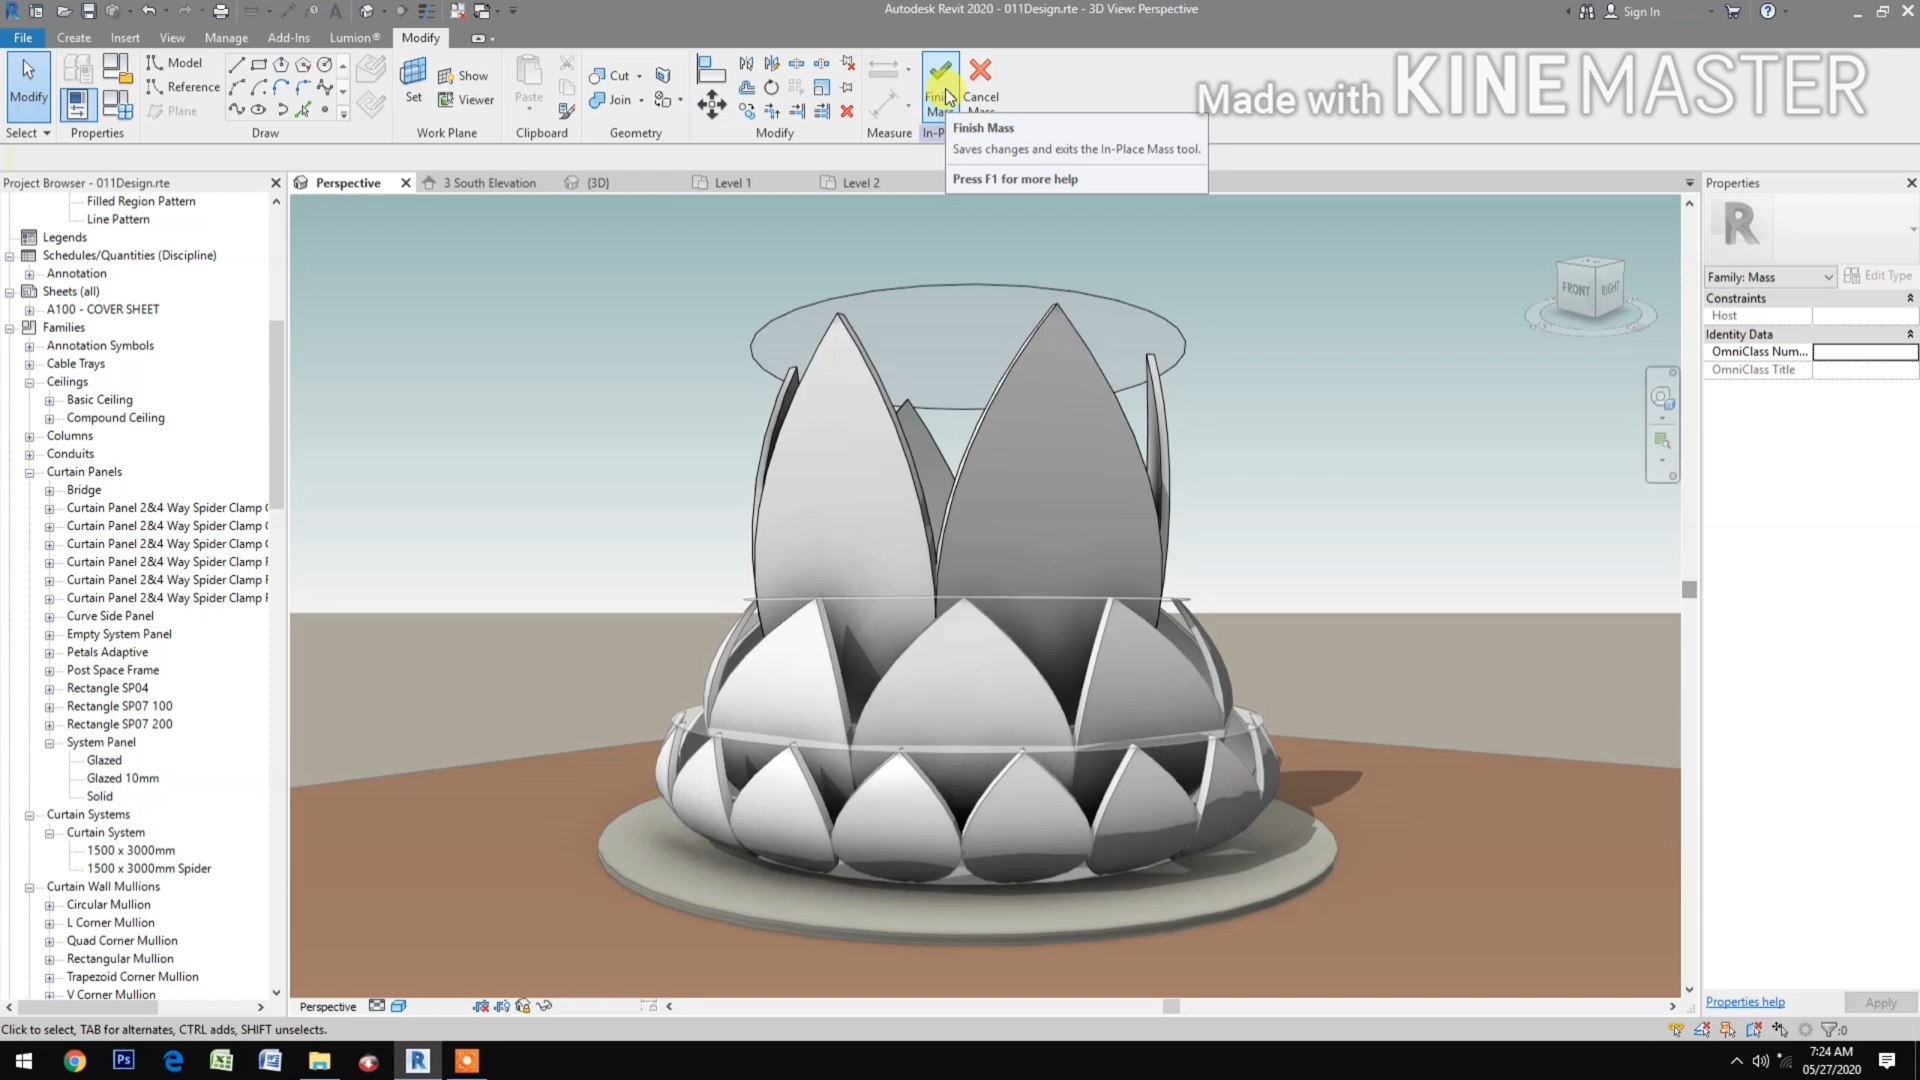 Autodesk Revit 2020 - 011Design.rte - 3D View: Perspective
Sign In
File Create Insert View Manage Add-Ins Lumion® Modify
Made with KINEMASTER
Modify
Select
Properties
Model
Reference
Plane
Draw
Set
Show
Viewer
Work Plane
Paste
Clipboard
Cut
Join
Geometry
Modify
Measure
Cancel
Finish Mass
Saves changes and exits the In-Place Mass tool.
Press F1 for more help
Project Browser - 011Design.rte
Perspective
3 South Elevation
{3D}
Level 1
Level 2
Filled Region Pattern
Line Pattern
Legends
Schedules/Quantities (Discipline)
Annotation
Sheets (all)
A100 - COVER SHEET
Families
Annotation Symbols
Cable Trays
Ceilings
Basic Ceiling
Compound Ceiling
Columns
Conduits
Curtain Panels
Bridge
Curtain Panel 2&4 Way Spider Clamp
Curtain Panel 2&4 Way Spider Clamp
Curtain Panel 2&4 Way Spider Clamp
Curtain Panel 2&4 Way Spider Clamp
Curtain Panel 2&4 Way Spider Clamp
Curtain Panel 2&4 Way Spider Clamp
Curve Side Panel
Empty System Panel
Petals Adaptive
Post Space Frame
Rectangle SP04
Rectangle SP07 100
Rectangle SP07 200
System Panel
Glazed
Glazed 10mm
Solid
Curtain Systems
Curtain System
1500 x 3000mm
1500 x 3000mm Spider
Curtain Wall Mullions
Circular Mullion
L Corner Mullion
Quad Corner Mullion
Rectangular Mullion
Trapezoid Corner Mullion
V Corner Mullion
FRONT
RIGHT
Properties
Family: Mass
Edit Type
Constraints
Host
Identity Data
OmniClass Num...
OmniClass Title
Properties help
Apply
Perspective
Click to select, TAB for alternates, CTRL adds, SHIFT unselects.
:0
7:24 AM
05/27/2020